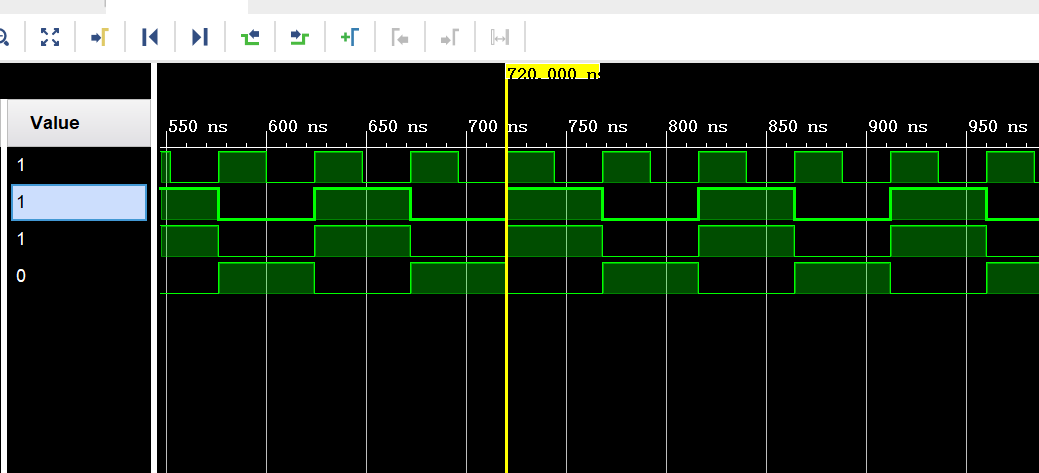 720.000 ns
Value
550 ns
600 ns
650 ns
700 ns
750 ns
800 ns
850 ns
900 ns
950 ns
1
1
1
0